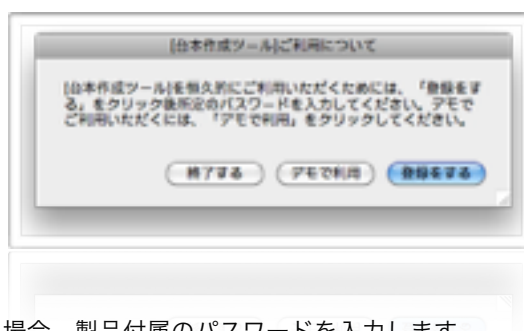 [台本作成ツール]ご利用について
[台本作成ツール]を恒久的にご利用いただくためには、「登録をす
る」をクリック後所定のパスワードを入力してください。デモで
ご利用いただくには、「デモで利用」をクリックしてください。
終了する
デモで利用
登録をする
場合、製品付属のパスワードを入力します